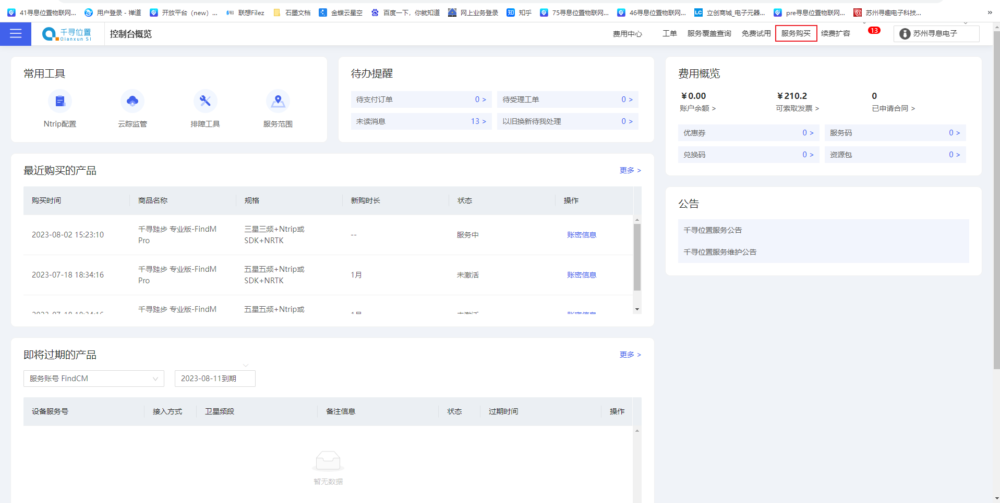 41寻息位置物联网... 用户登录 - 禅道 开放平台（new）... 联想Filez 石墨文档 金蝶云星空 百度一下，你就知道 网上业务登录 知乎 75寻息位置物联网... 46寻息位置物联网... 立创商城_电子元器... pre寻息位置物联网... 苏州寻趣电子科技... »
千寻位置
Qianxun SI
控制台概览 费用中心 工单 服务覆盖查询 免费试用 服务购买 续费扩容 13 苏州寻息电子
常用工具
Ntrip配置 云踪监管 排障工具 服务范围
待办提醒
待支付订单 0 > 待受理工单 0 >
未读消息 13 > 以旧换新待我处理 0 >
费用概览
￥0.00 ￥210.2 0
账户余额 > 可索取发票 > 已申请合同 >
优惠券 0 > 服务码 0 >
兑换码 0 > 资源包 0 >
最近购买的产品 更多 >
购买时间 商品名称 规格 新购时长 状态 操作
2023-08-02 15:23:10 千寻跬步 专业版-FindM Pro 三星三频+Ntrip或SDK+NRTK -- 服务中 账密信息
2023-07-18 18:34:16 千寻跬步 专业版-FindM Pro 五星五频+Ntrip或SDK+NRTK 1月 未激活 账密信息
2023-07-18 18:34:16 千寻跬步 专业版-FindM 五星五频+Ntrip或 1月 未激活 账密信息
公告
千寻位置服务公告
千寻位置服务维护公告
即将过期的产品 更多 >
服务账号 FindCM 2023-08-11到期
设备服务号 接入方式 卫星频段 备注信息 状态 过期时间 操作
暂无数据